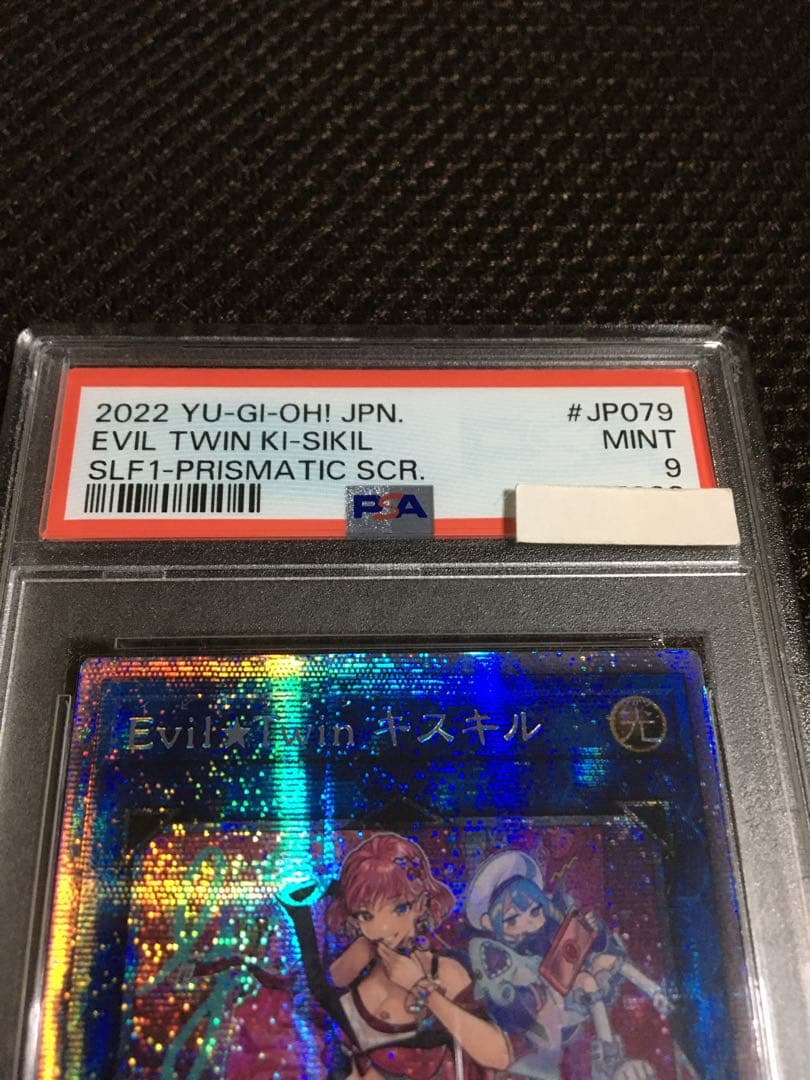 2022 YU-GI-OH! JPN. #JP079
EVIL TWIN KI-SIKIL MINT
SLF1-PRISMATIC SCR. 9
PSA
Evil★Twin キスキル 光